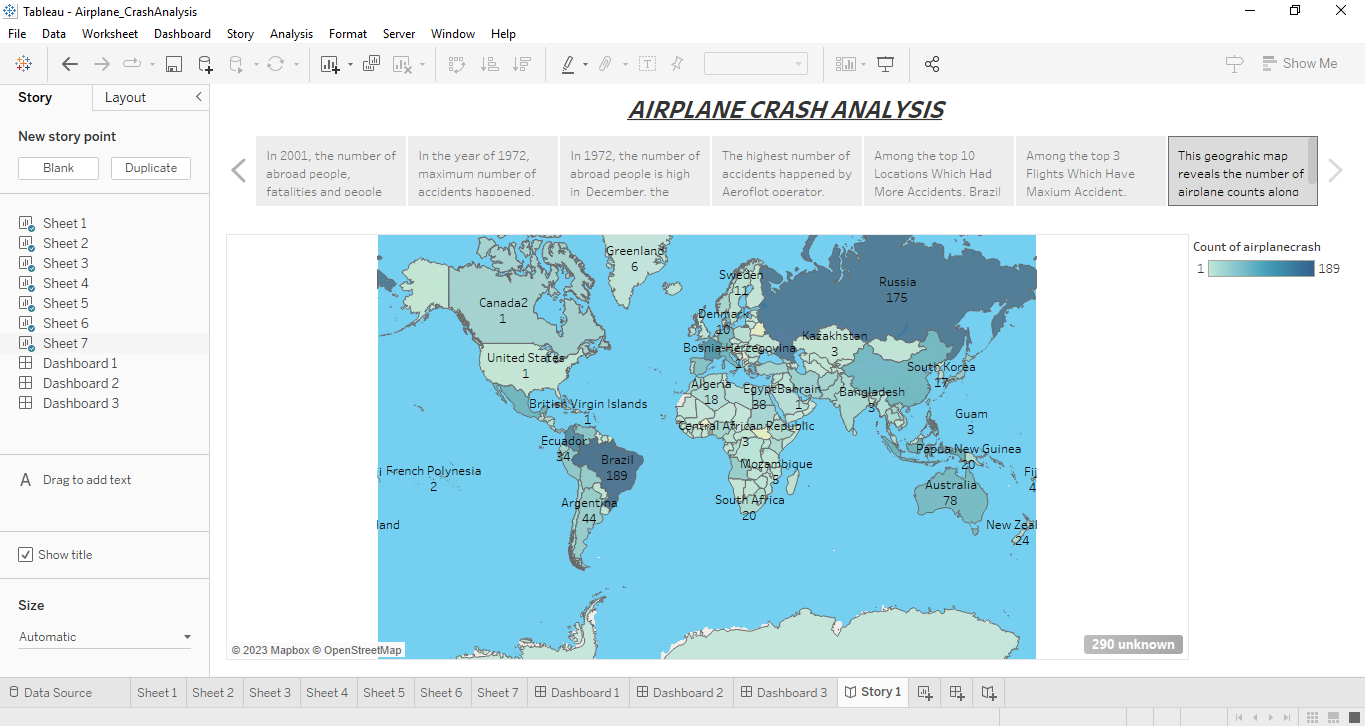 Tableau - Airplane_CrashAnalysis
File Data Worksheet Dashboard Story Analysis Format Server Window Help
Show Me
Story Layout
New story point
Blank Duplicate
Sheet 1
Sheet 2
Sheet 3
Sheet 4
Sheet 5
Sheet 6
Sheet 7
Dashboard 1
Dashboard 2
Dashboard 3
A Drag to add text
Show title
Size
Automatic
AIRPLANE CRASH ANALYSIS
In 2001, the number of
abroad people,
fatalities and people
In the year of 1972,
maximum number of
accidents happened.
In 1972, the number of
abroad people is high
in December. the
The highest number of
accidents happened by
Aeroflot operator.
Among the top 10
Locations Which Had
More Accidents. Brazil
Among the top 3
Flights Which Have
Maxium Accident.
This geograhic map
reveals the number of
airplane counts along
Greenland
6
Sweden
11
Russia
175
Canada2
1
Denmark
10
Kazakhstan
3
United States
1
Bosnia-Herzegovina
1
South Korea
17
Algeria
18
Egypt
38
Bahrain
1
Bangladesh
3
British Virgin Islands
1
Guam
3
Central African Republic
3
Ecuador
34
Brazil
189
Papua New Guinea
20
ji French Polynesia
2
Mozambique
5
Fij
4
Australia
78
Argentina
44
South Africa
20
land
New Zeal
24
© 2023 Mapbox © OpenStreetMap
290 unknown
Count of airplanecrash
1 189
Data Source Sheet 1 Sheet 2 Sheet 3 Sheet 4 Sheet 5 Sheet 6 Sheet 7 Dashboard 1 Dashboard 2 Dashboard 3 Story 1